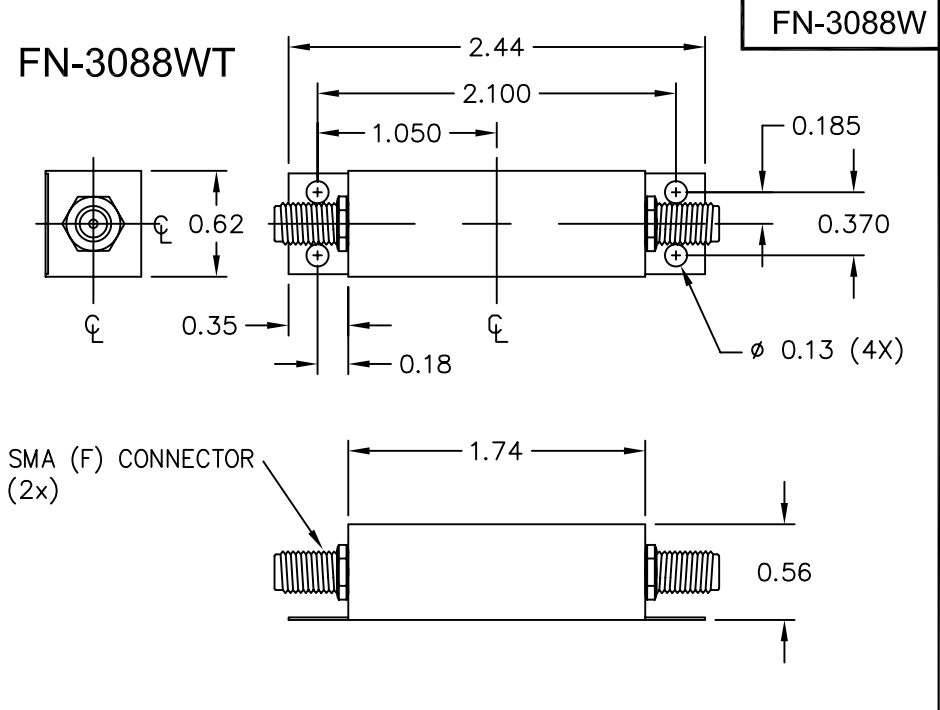 FN-3088W
FN-3088WT
2.44
2.100
1.050
0.185
0.62
0.370
℄
℄
℄
0.35
0.18
ø 0.13 (4X)
SMA (F) CONNECTOR
(2x)
1.74
0.56